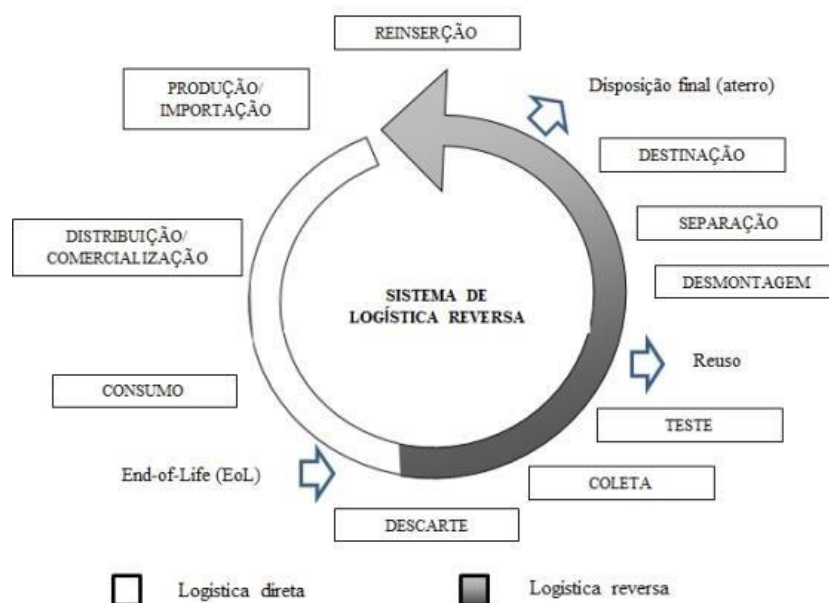 REINSERÇÃO
PRODUÇÃO/
IMPORTAÇÃO
Disposição final (aterro)
DESTINAÇÃO
SEPARAÇÃO
DISTRIBUIÇÃO/
COMERCIALIZAÇÃO
DESMONTAGEM
SISTEMA DE
LOGÍSTICA REVERSA
Reuso
CONSUMO
TESTE
End-of-Life (EoL)
COLETA
DESCARTE
Logística direta
Logística reversa